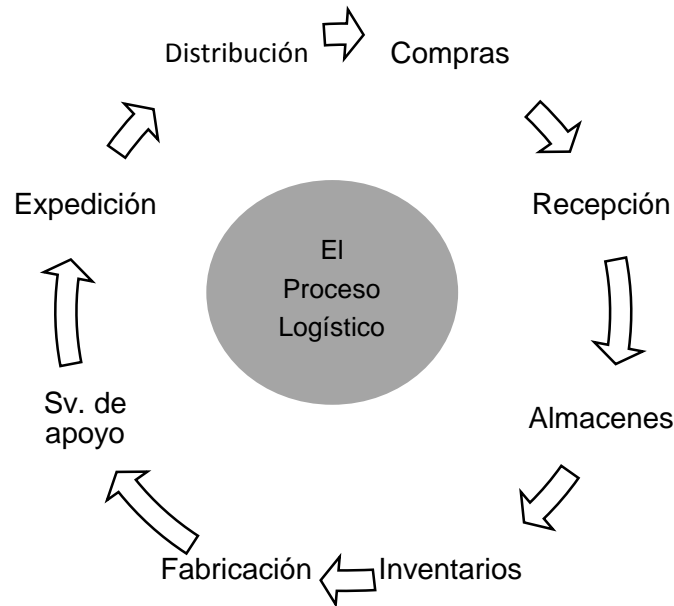 Distribución
Compras
Expedición
Recepción
El
Proceso
Logístico
Sv. de
apoyo
Almacenes
Fabricación
Inventarios